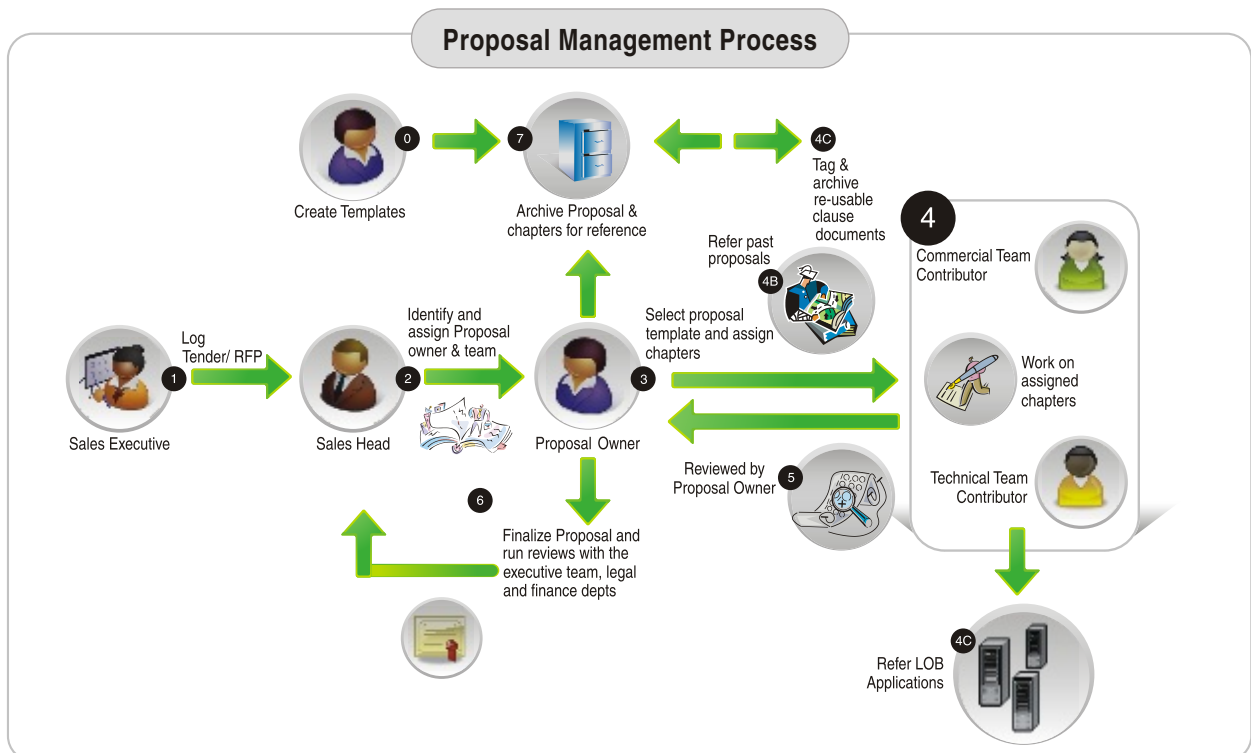 Proposal Management Process
0
Create Templates
7
Archive Proposal &
chapters for reference
4C
Tag &
archive
re-usable
clause
documents
Refer past
proposals
4B
4
Commercial Team
Contributor
Work on
assigned
chapters
Technical Team
Contributor
Log
Tender/ RFP
1
Sales Executive
Identify and
assign Proposal
owner & team
2
Sales Head
Select proposal
template and assign
chapters
3
Proposal Owner
Reviewed by
Proposal Owner
5
6
Finalize Proposal and
run reviews with the
executive team, legal
and finance depts
4C
Refer LOB
Applications